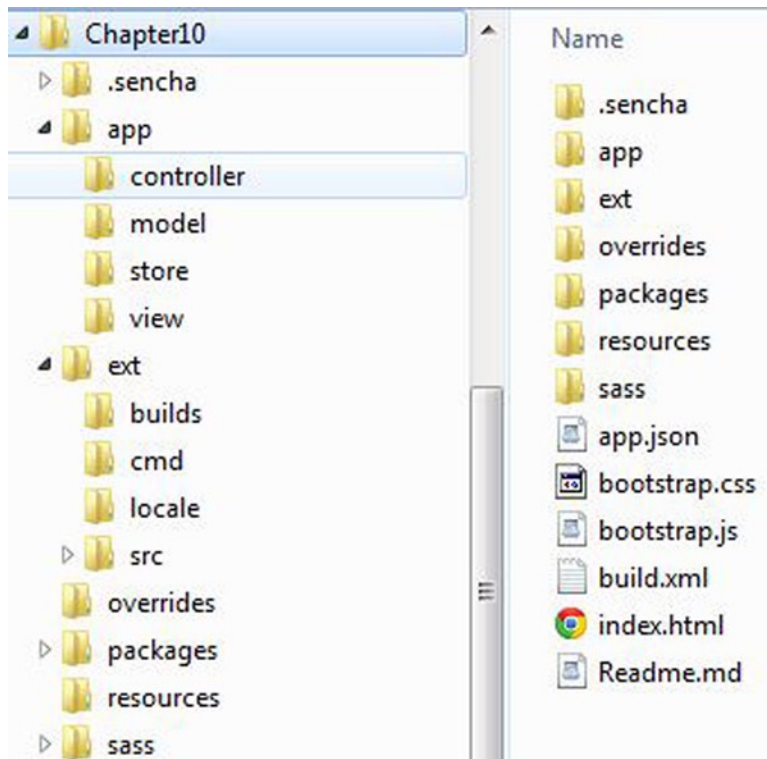 Chapter10
.sencha
app
controller
model
store
view
ext
builds
cmd
locale
src
overrides
packages
resources
sass
Name
.sencha
app
ext
overrides
packages
resources
sass
app.json
bootstrap.css
bootstrap.js
build.xml
index.html
Readme.md